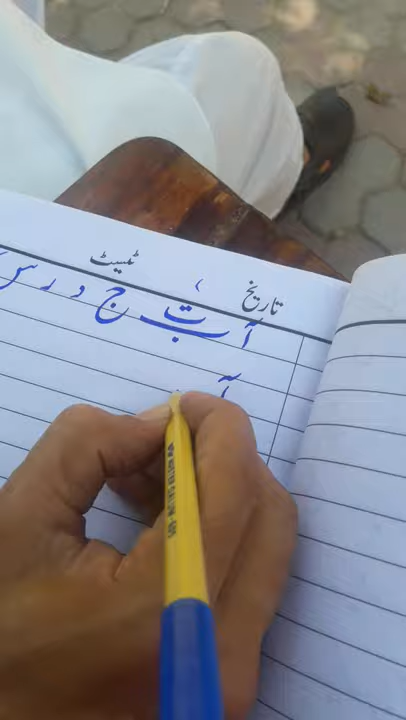 تاریخ ٹیسٹ
آ ب ت ج د ر س
آ